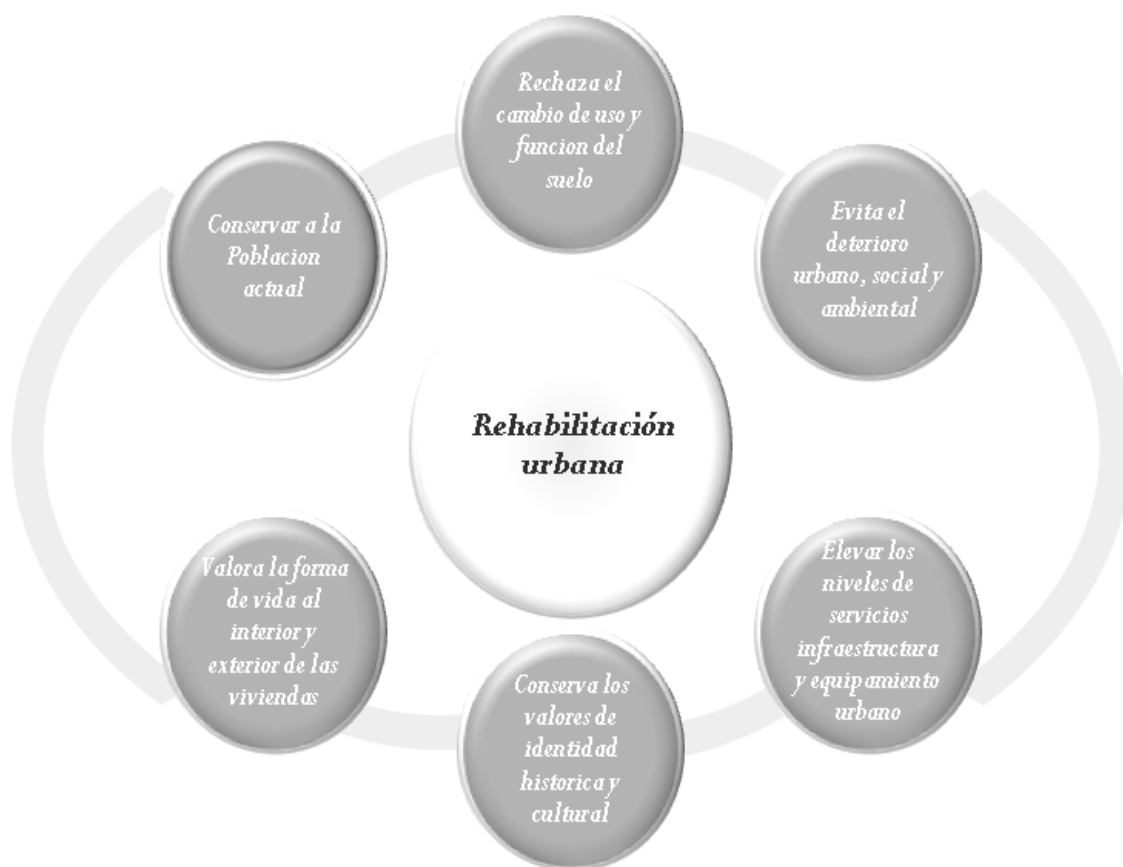 Rechaza el
cambio de uso y
funcion del
suelo
Conservar a la
Poblacion
actual
Evita el
deterioro
urbano, social y
ambiental
Rehabilitación
urbana
Valora la forma
de vida al
interior y
exterior de las
viviendas
Elevar los
niveles de
servicios
infraestructura
y equipamiento
urbano
Conserva los
valores de
identidad
historica y
cultural